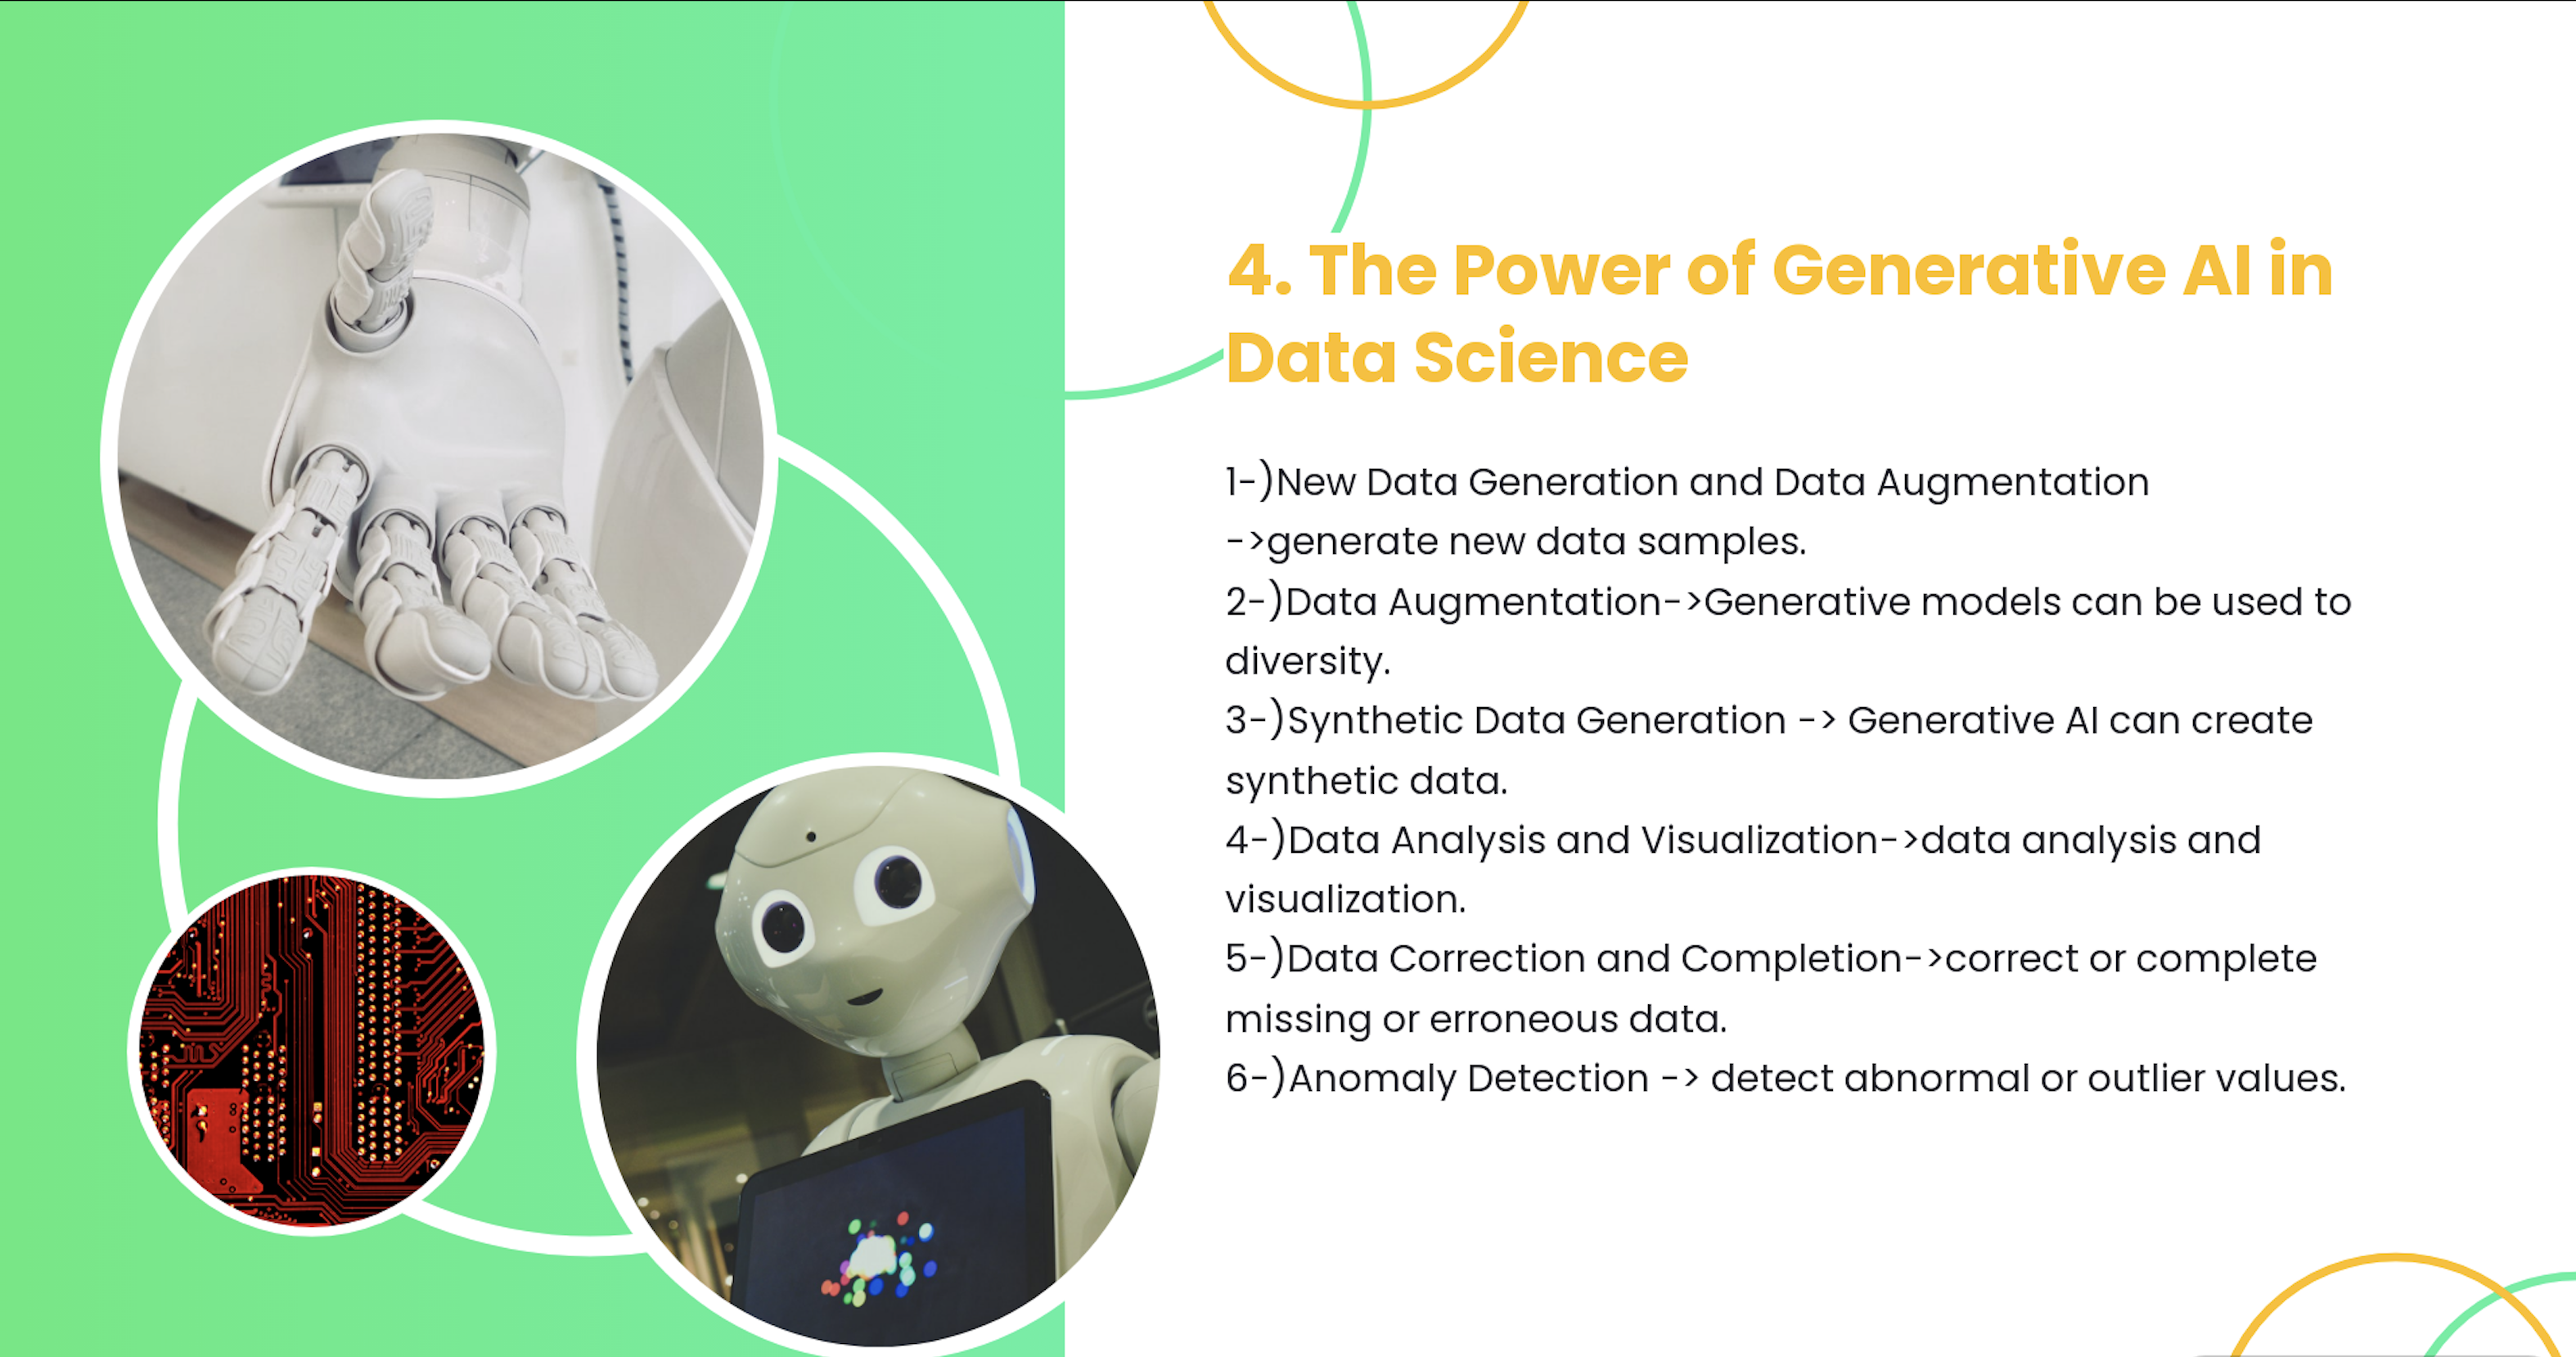 4. The Power of Generative AI in
Data Science
1-)New Data Generation and Data Augmentation
->generate new data samples.
2-)Data Augmentation->Generative models can be used to
diversity.
3-)Synthetic Data Generation -> Generative AI can create
synthetic data.
4-)Data Analysis and Visualization->data analysis and
visualization.
5-)Data Correction and Completion->correct or complete
missing or erroneous data.
6-)Anomaly Detection -> detect abnormal or outlier values.